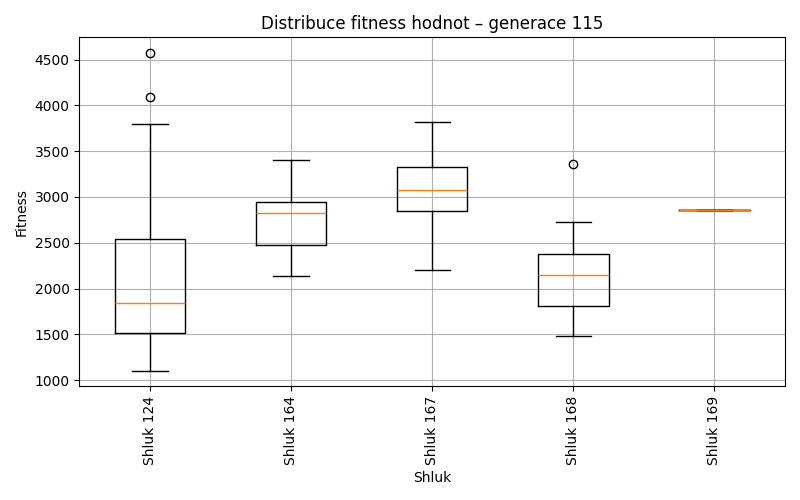 Distribuce fitness hodnot – generace 115
Fitness
4500
4000
3500
3000
2500
2000
1500
1000
Shluk 124
Shluk 164
Shluk 167
Shluk 168
Shluk 169
Shluk